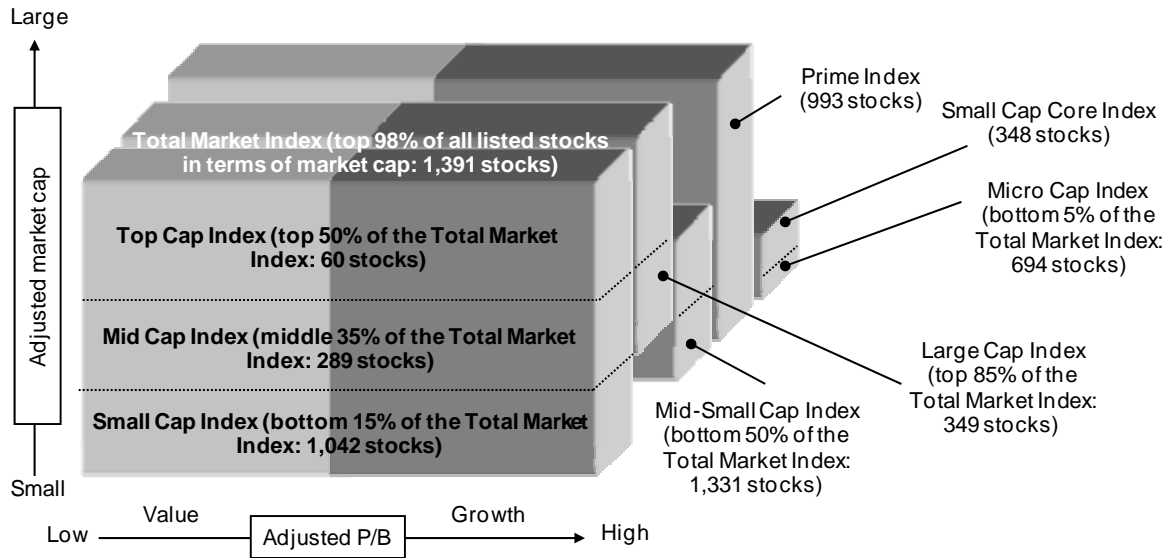 Large
Adjusted market cap
Small
Total Market Index (top 98% of all listed stocks
in terms of market cap: 1,391 stocks)
Top Cap Index (top 50% of the Total Market
Index: 60 stocks)
Mid Cap Index (middle 35% of the Total Market
Index: 289 stocks)
Small Cap Index (bottom 15% of the Total Market
Index: 1,042 stocks)
Prime Index
(993 stocks)
Small Cap Core Index
(348 stocks)
Micro Cap Index
(bottom 5% of the
Total Market Index:
694 stocks)
Large Cap Index
(top 85% of the
Total Market Index:
349 stocks)
Mid-Small Cap Index
(bottom 50% of the
Total Market Index:
1,331 stocks)
Low
Value
Adjusted P/B
Growth
High